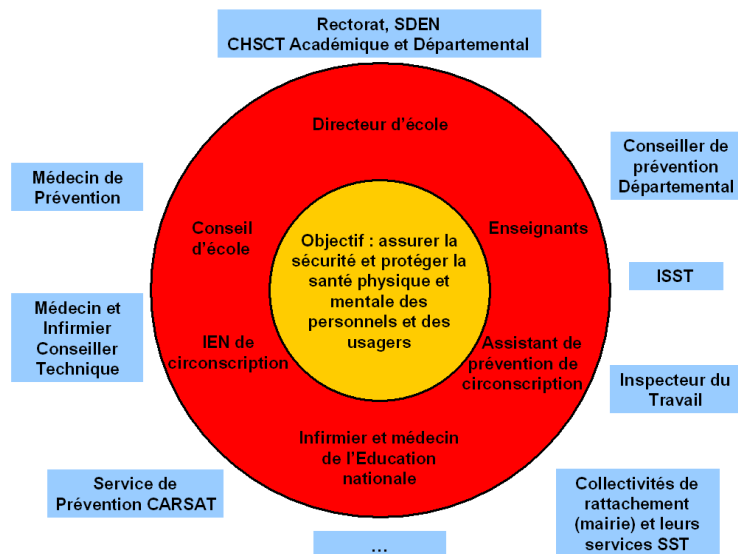 Rectorat, SDEN
CHSCT Académique et Départemental
Directeur d'école
Conseiller de
prévention
Départemental
Médecin de
Prévention
Conseil
d'école
Enseignants
Objectif : assurer la
sécurité et protéger la
santé physique et
mentale des
personnels et des
usagers
ISST
Médecin et
Infirmier
Conseiller
Technique
IEN de
circonscription
Assistant de
prévention de
circonscription
Inspecteur du
Travail
Infirmier et médecin
de l'Education
nationale
Service de
Prévention CARSAT
Collectivités de
rattachement
(mairie) et leurs
services SST
...